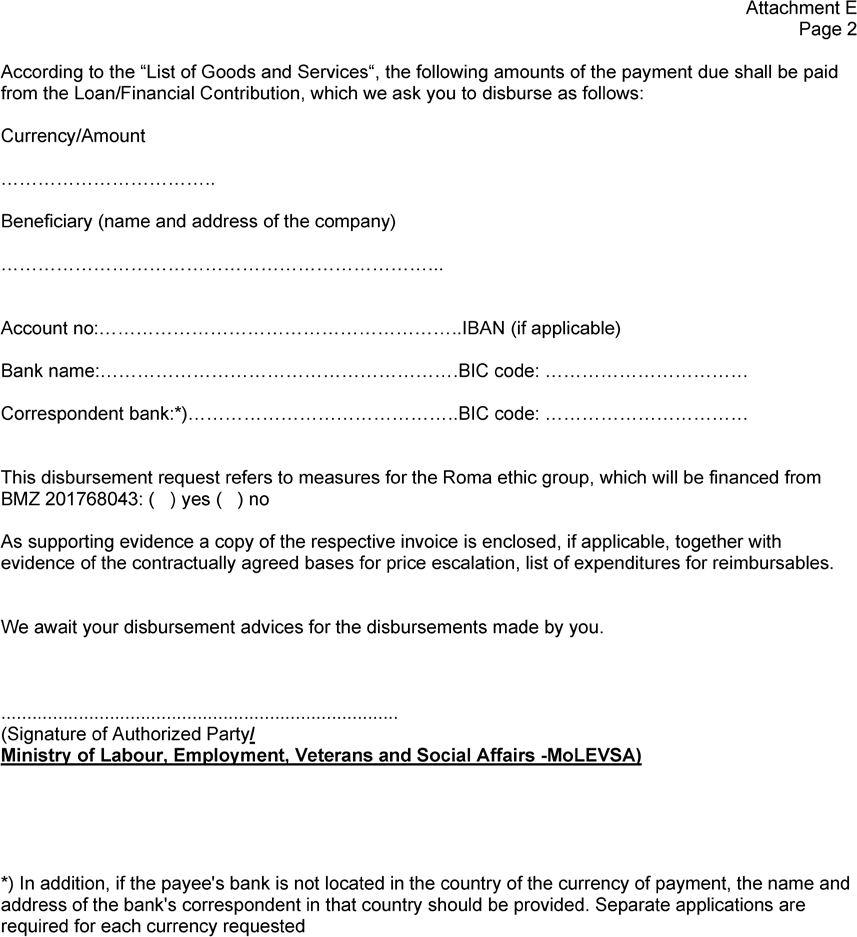 Attachment E
Page 2
According to the “List of Goods and Services“, the following amounts of the payment due shall be paid
from the Loan/Financial Contribution, which we ask you to disburse as follows:
Currency/Amount
……………………………..
Beneficiary (name and address of the company)
……………………………………………………………...
Account no:…………………………………………………..IBAN (if applicable)
Bank name:………………………………………………….BIC code: ……………………………
Correspondent bank:*)……………………………………..BIC code: ……………………………
This disbursement request refers to measures for the Roma ethic group, which will be financed from
BMZ 201768043: (   ) yes (   ) no
As supporting evidence a copy of the respective invoice is enclosed, if applicable, together with
evidence of the contractually agreed bases for price escalation, list of expenditures for reimbursables.
We await your disbursement advices for the disbursements made by you.
............................................................................
(Signature of Authorized Party/
Ministry of Labour, Employment, Veterans and Social Affairs -MoLEVSA)
*) In addition, if the payee's bank is not located in the country of the currency of payment, the name and
address of the bank's correspondent in that country should be provided. Separate applications are
required for each currency requested